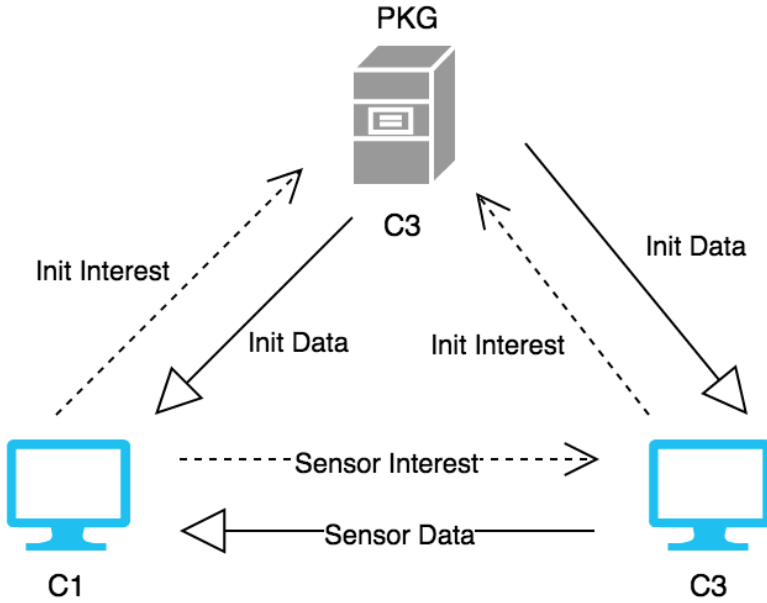 PKG
C3
Init Interest
Init Data
Init Data
Init Interest
Sensor Interest
Sensor Data
C1
C3